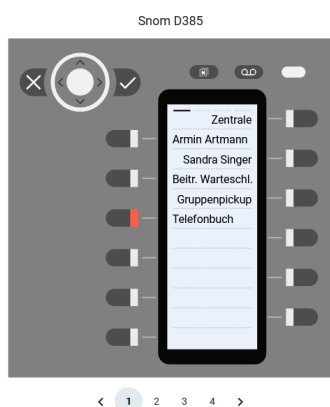 Snom D385
Zentrale
Armin Artmann
Sandra Singer
Beitr. Warteschl.
Gruppenpickup
Telefonbuch
1 2 3 4